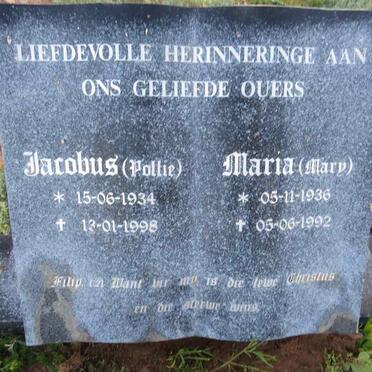 LIEFDEVOLLE HERINNERINGE AAN
ONS GELIEFDE OUERS
Jacobus (Pottie) Maria (Mary)
* 15-06-1934 * 05-11-1936
✝ 13-01-1998 ✝ 05-06-1992
Filip. 1:21 Want vir my is die lewe Christus
en die sterwe wins.